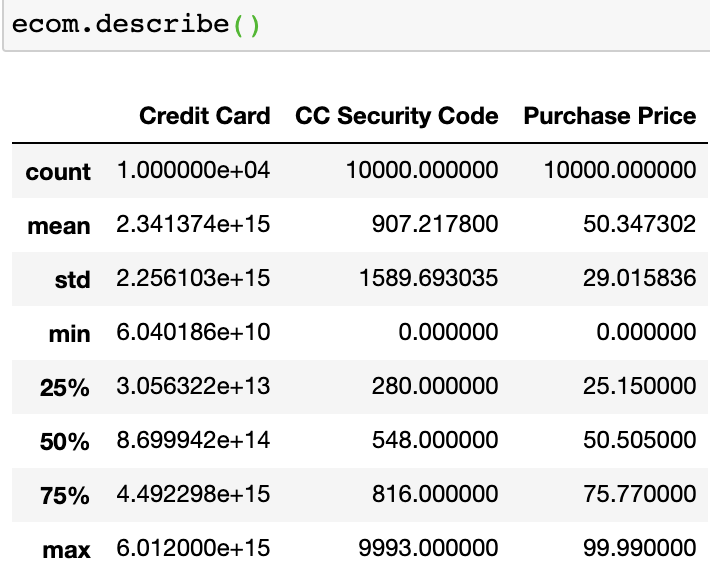 ecom.describe()
Credit Card CC Security Code Purchase Price
count 1.000000e+04 10000.000000 10000.000000
mean 2.341374e+15 907.217800 50.347302
std 2.256103e+15 1589.693035 29.015836
min 6.040186e+10 0.000000 0.000000
25% 3.056322e+13 280.000000 25.150000
50% 8.699942e+14 548.000000 50.505000
75% 4.492298e+15 816.000000 75.770000
max 6.012000e+15 9993.000000 99.990000